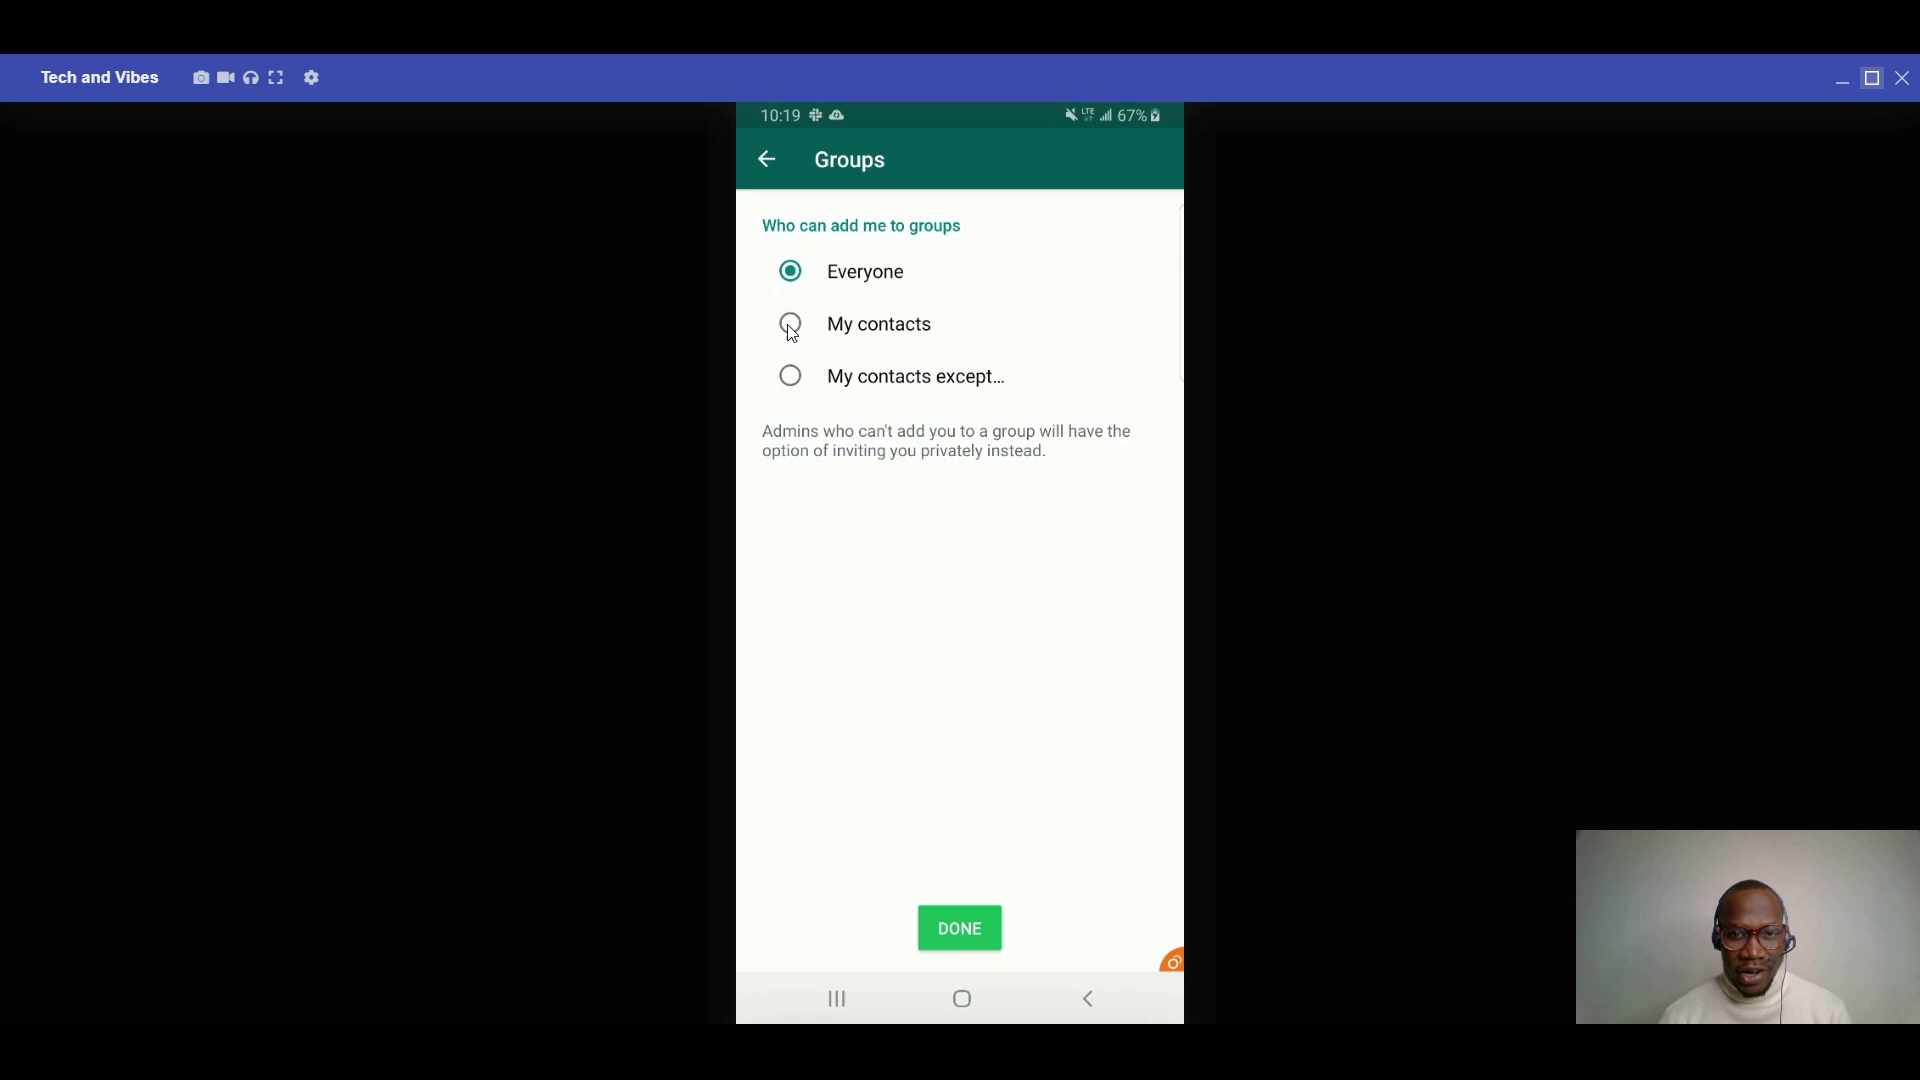 Tech and Vibes
10:19 LTE 67%
Groups
Who can add me to groups
Everyone
My contacts
My contacts except...
Admins who can't add you to a group will have the
option of inviting you privately instead.
DONE